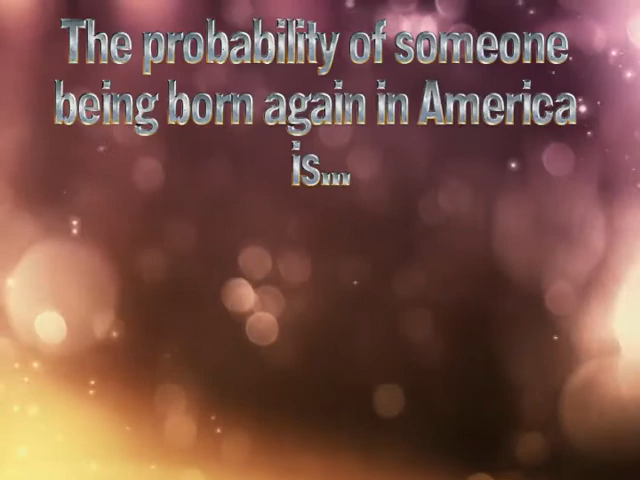 The probability of someone
being born again in America
is...